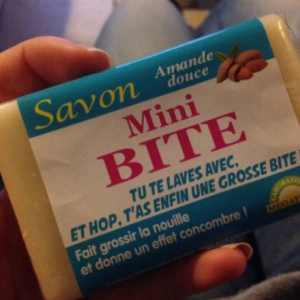 Savon
Amande
douce
Mini
BITE
TU TE LAVES AVEC,
ET HOP, T'AS ENFIN UNE GROSSE BITE
Fait grossir la nouille
et donne un effet concombre !